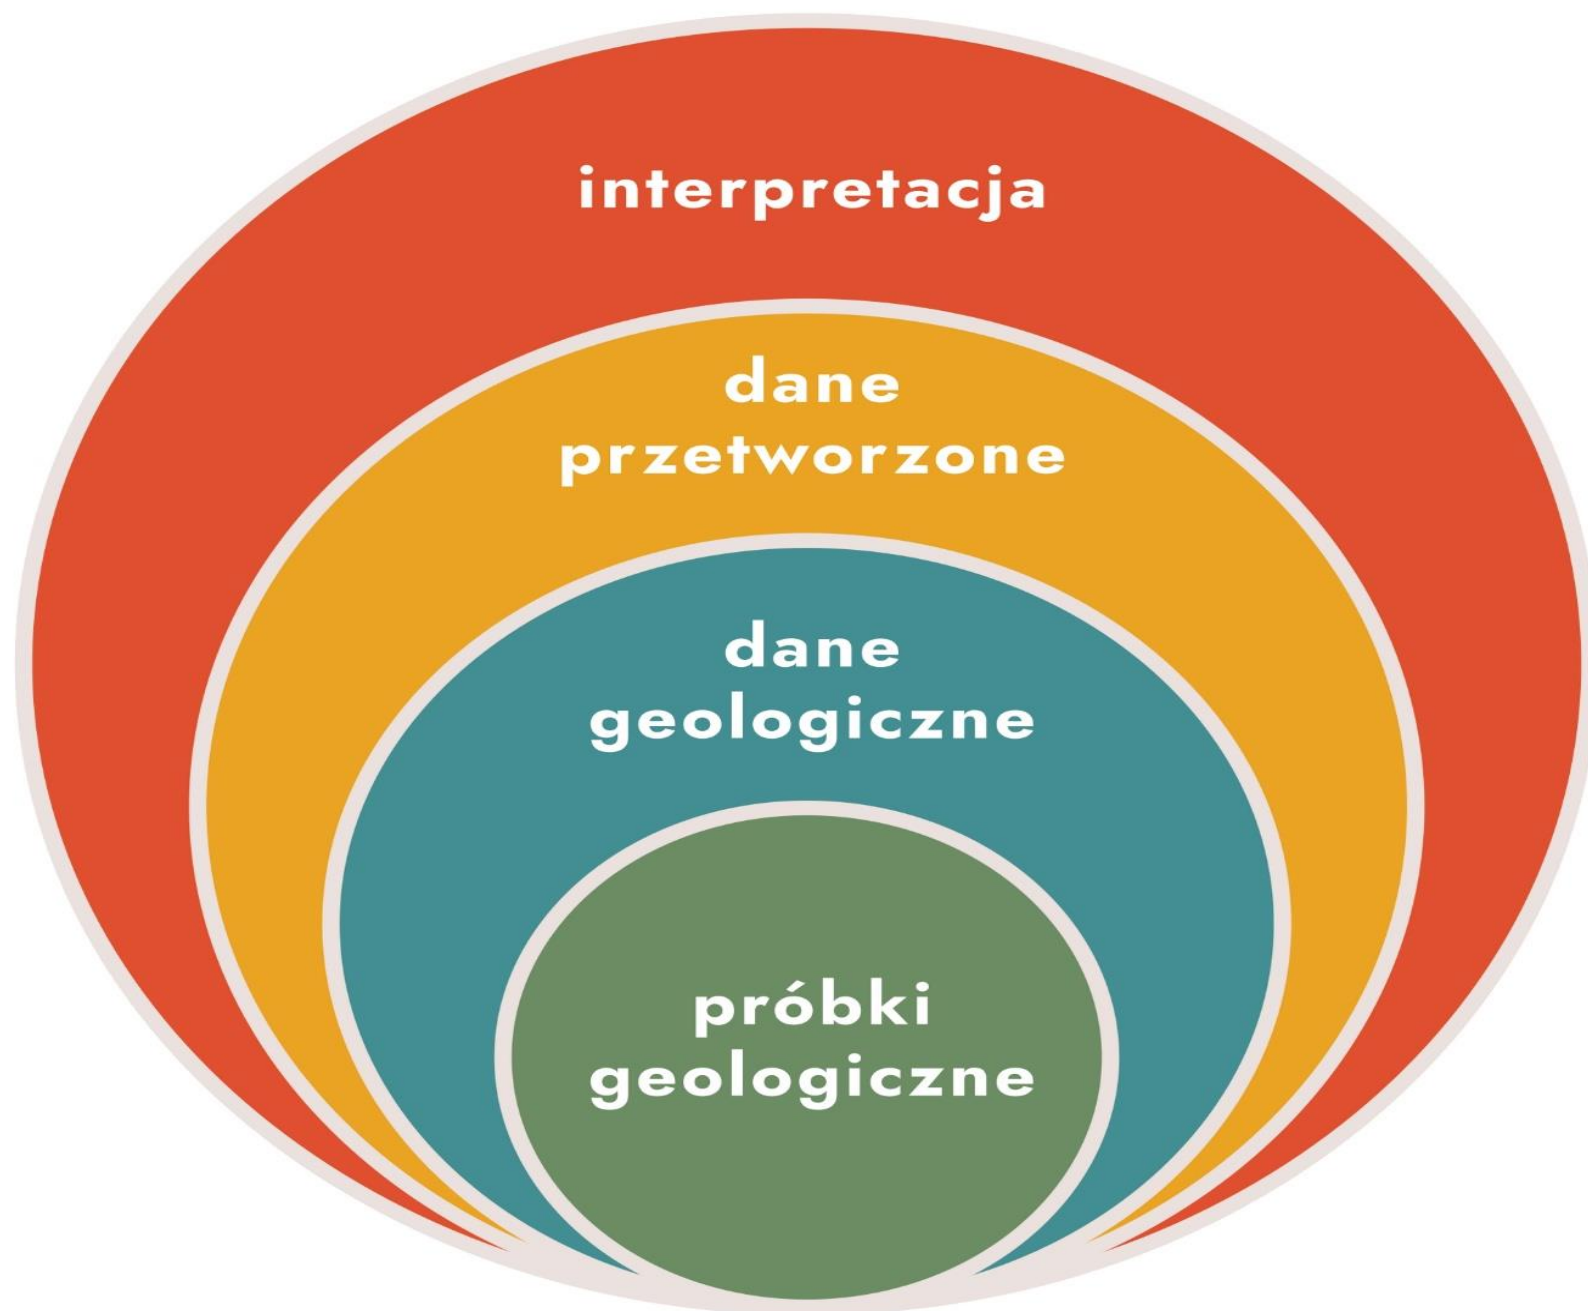 interpretacja
dane
przetworzone
dane
geologiczne
próbki
geologiczne